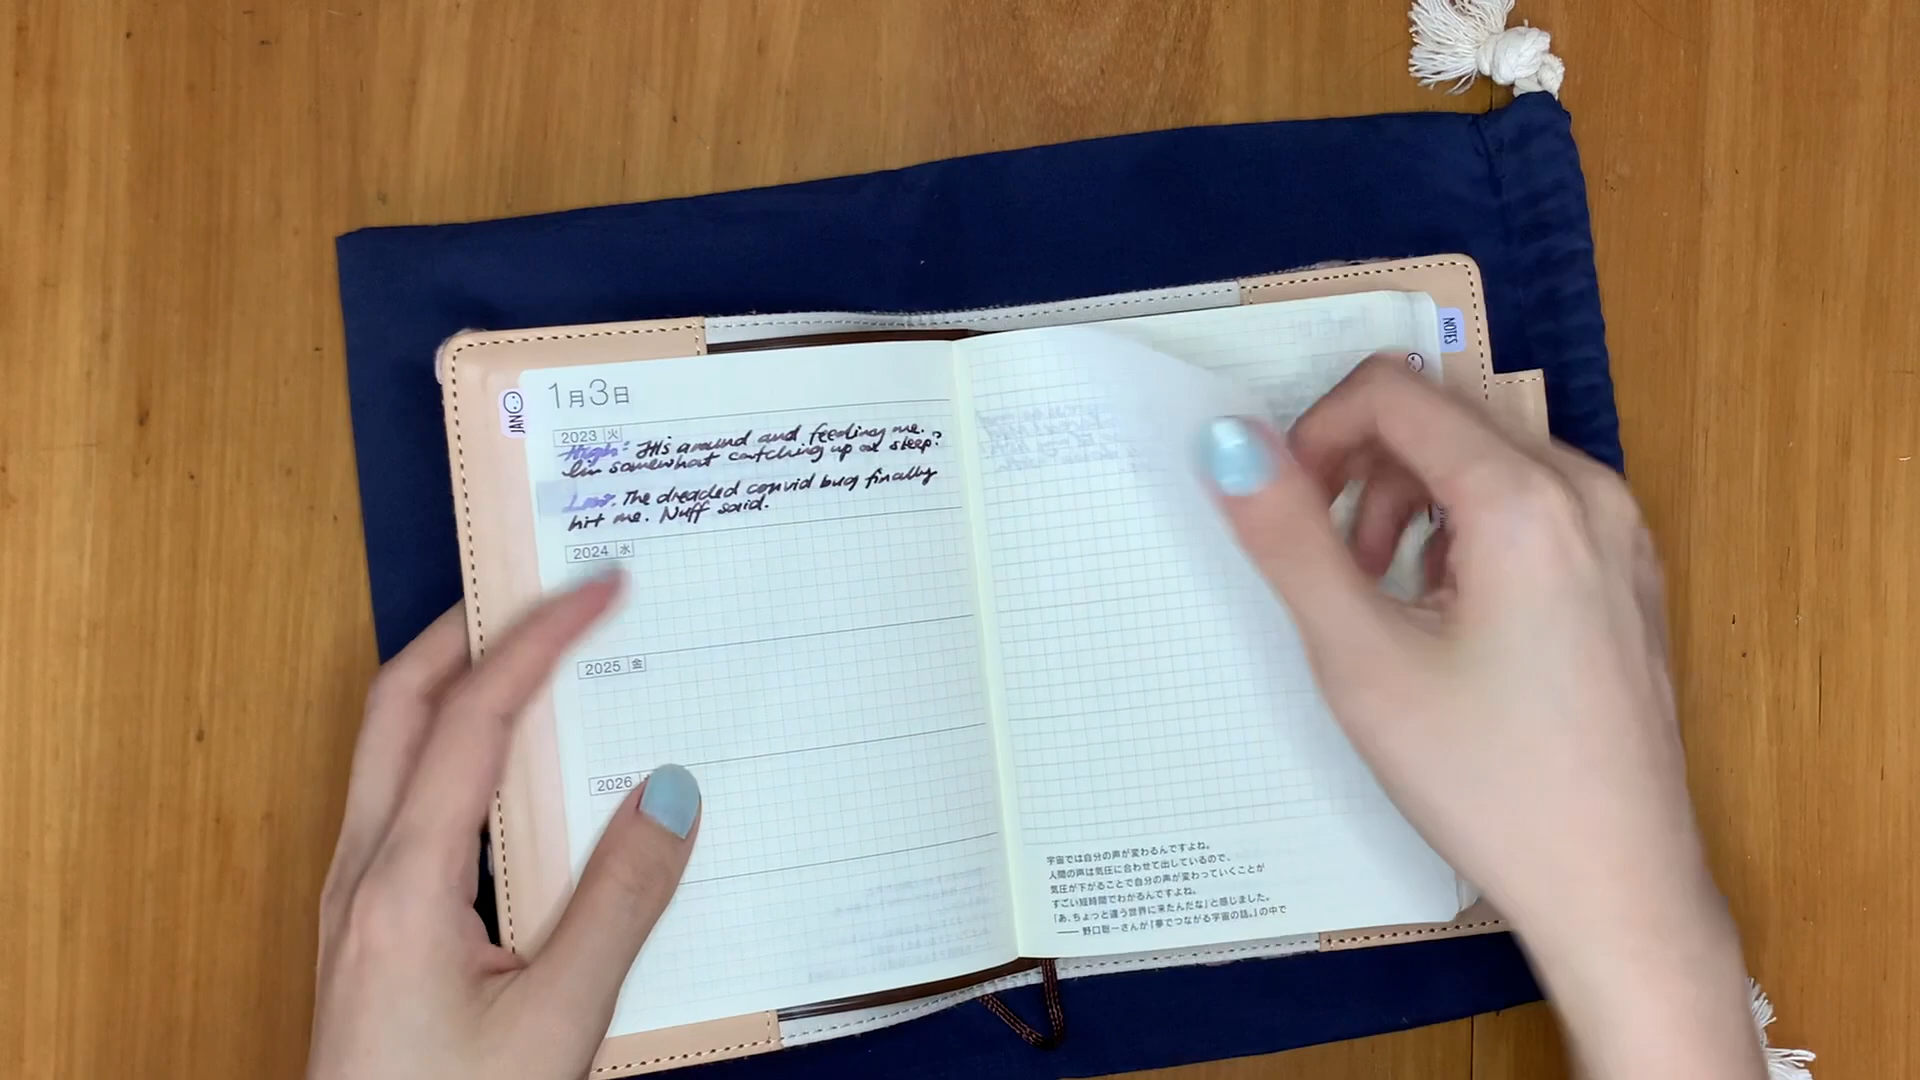 JAN
1月3日
2023 火
High: JH's around and feeding me.
I'm somewhat catching up on sleep?
Low: The dreaded convid bug finally
hit me. Nuff said.
2024 水
2025 金
2026
NOTES
宇宙では自分の声が変わるんですよね。
人間の声は気圧に合わせて出しているので、
気圧が下がることで自分の声が変わっていくことが
すごい短時間でわかるんですよね。
「あ、ちょっと違う世界に来たんだな」と感じました。
—— 野口聡一さんが『夢でつながる宇宙の話。』の中で